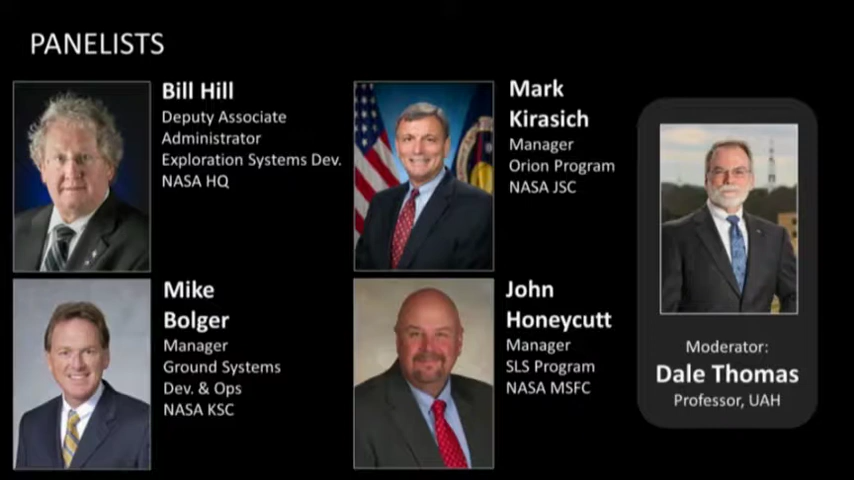 PANELISTS
Bill Hill
Deputy Associate
Administrator
Exploration Systems Dev.
NASA HQ
Mark
Kirasich
Manager
Orion Program
NASA JSC
Mike
Bolger
Manager
Ground Systems
Dev. & Ops
NASA KSC
John
Honeycutt
Manager
SLS Program
NASA MSFC
Moderator:
Dale Thomas
Professor, UAH